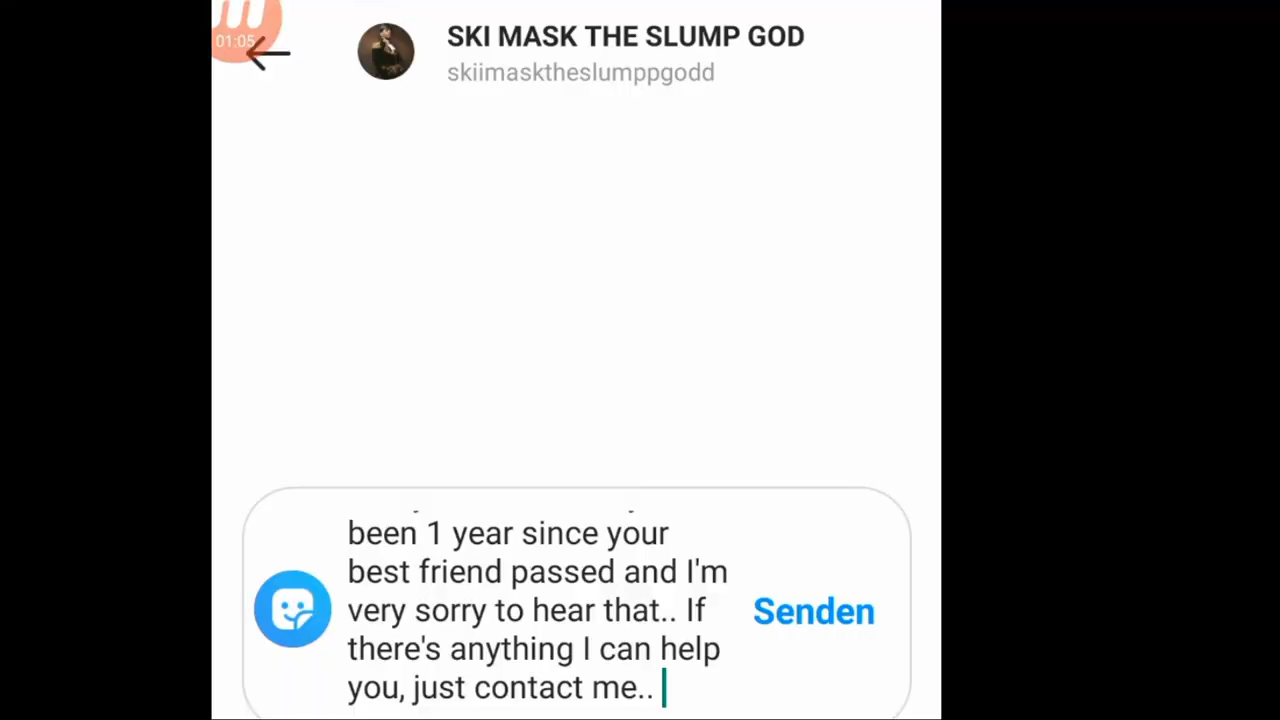 01:05
SKI MASK THE SLUMP GOD
skiimasktheslumppgodd
been 1 year since your
best friend passed and I'm
very sorry to hear that.. If
there's anything I can help
you, just contact me..
Senden